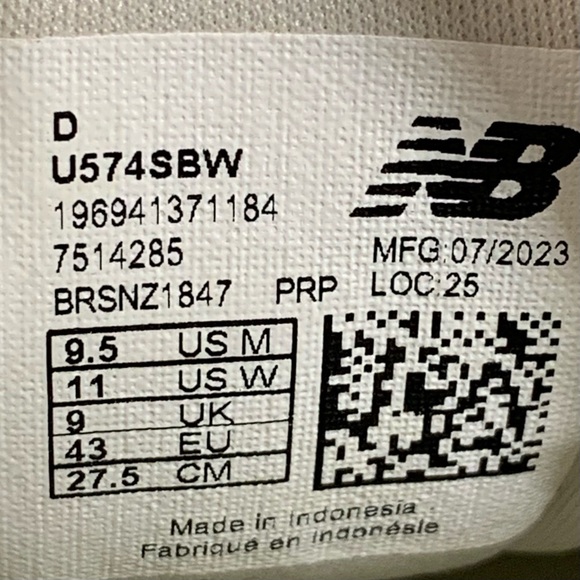 D
U574SBW
196941371184
7514285 MFG:07/2023
BRSNZ1847 PRP LOC:25
9.5 US M
11 US W
9 UK
43 EU
27.5 CM
NB
Made in Indonesia
Fabriqué en Indonésie